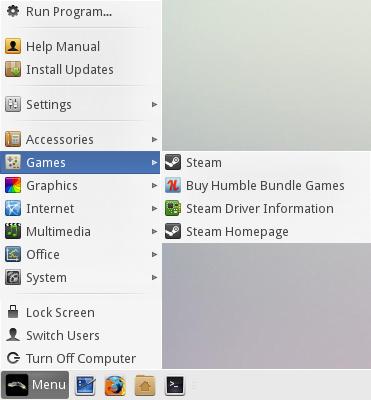 Run Program...
Help Manual
Install Updates
Settings
Accessories
Games
Graphics
Internet
Multimedia
Office
System
Lock Screen
Switch Users
Turn Off Computer
Steam
Buy Humble Bundle Games
Steam Driver Information
Steam Homepage
Menu